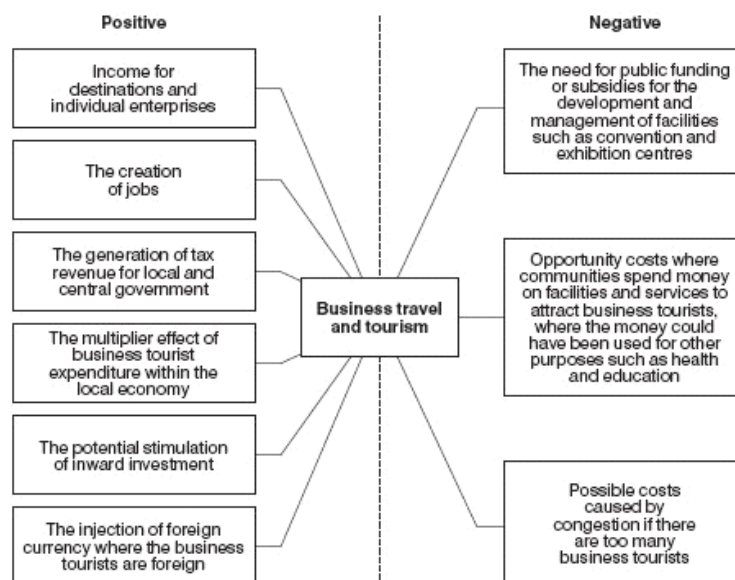 Positive
Negative
Income for
destinations and
individual enterprises
The creation
of jobs
The generation of tax
revenue for local and
central government
The multiplier effect of
business tourist
expenditure within the
local economy
The potential stimulation
of inward investment
The injection of foreign
currency where the business
tourists are foreign
Business travel
and tourism
The need for public funding
or subsidies for the
development and
management of facilities
such as convention and
exhibition centres
Opportunity costs where
communities spend money
on facilities and services to
attract business tourists,
where the money could
have been used for other
purposes such as health
and education
Possible costs
caused by
congestion if there
are too many
business tourists